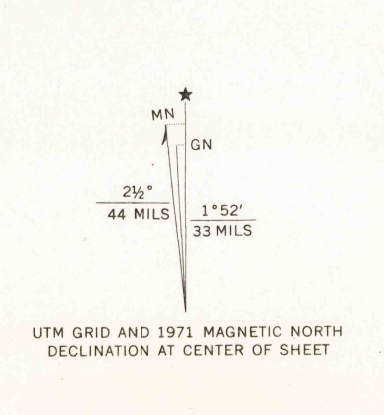 ★
MN
GN
2½°
44 MILS
1°52′
33 MILS
UTM GRID AND 1971 MAGNETIC NORTH
DECLINATION AT CENTER OF SHEET